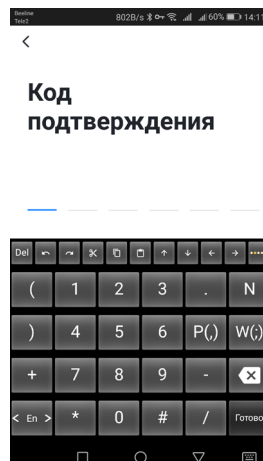 Beeline
Tele2
802B/s 60% 14:11
Код
подтверждения
Del
( 1 2 3 . N
) 4 5 6 P(,) W(;)
+ 7 8 9 -
< En > * 0 # / Готово